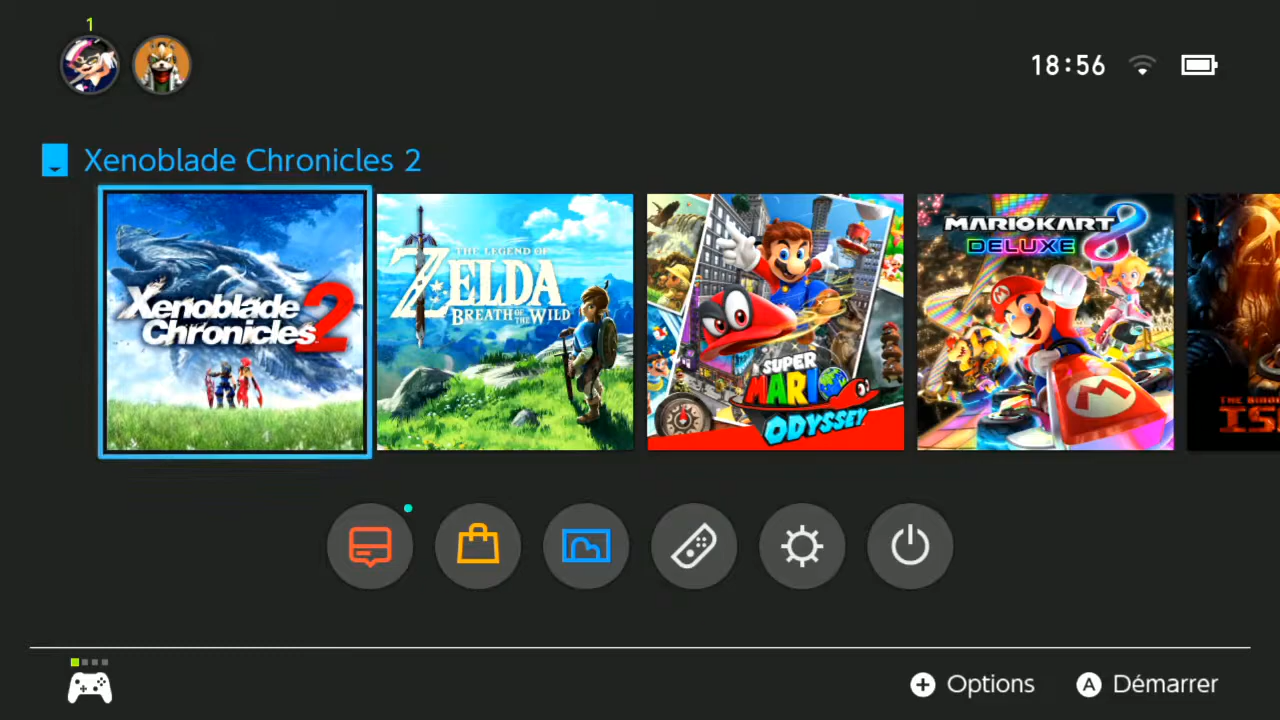 1
18:56
Xenoblade Chronicles 2
Xenoblade
Chronicles 2
THE LEGEND OF
ZELDA
BREATH OF THE WILD
SUPER
MARIO
ODYSSEY
MARIOKART 8
DELUXE
Options
Démarrer